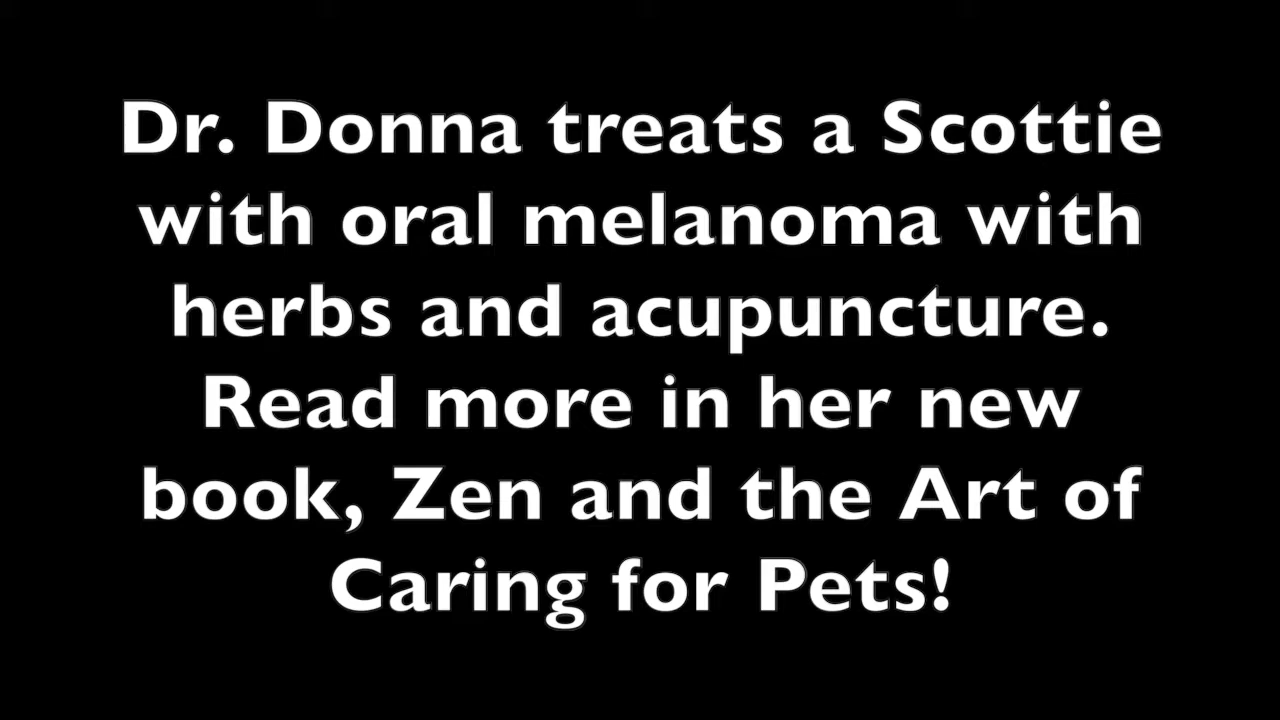 Dr. Donna treats a Scottie
with oral melanoma with
herbs and acupuncture.
Read more in her new
book, Zen and the Art of
Caring for Pets!